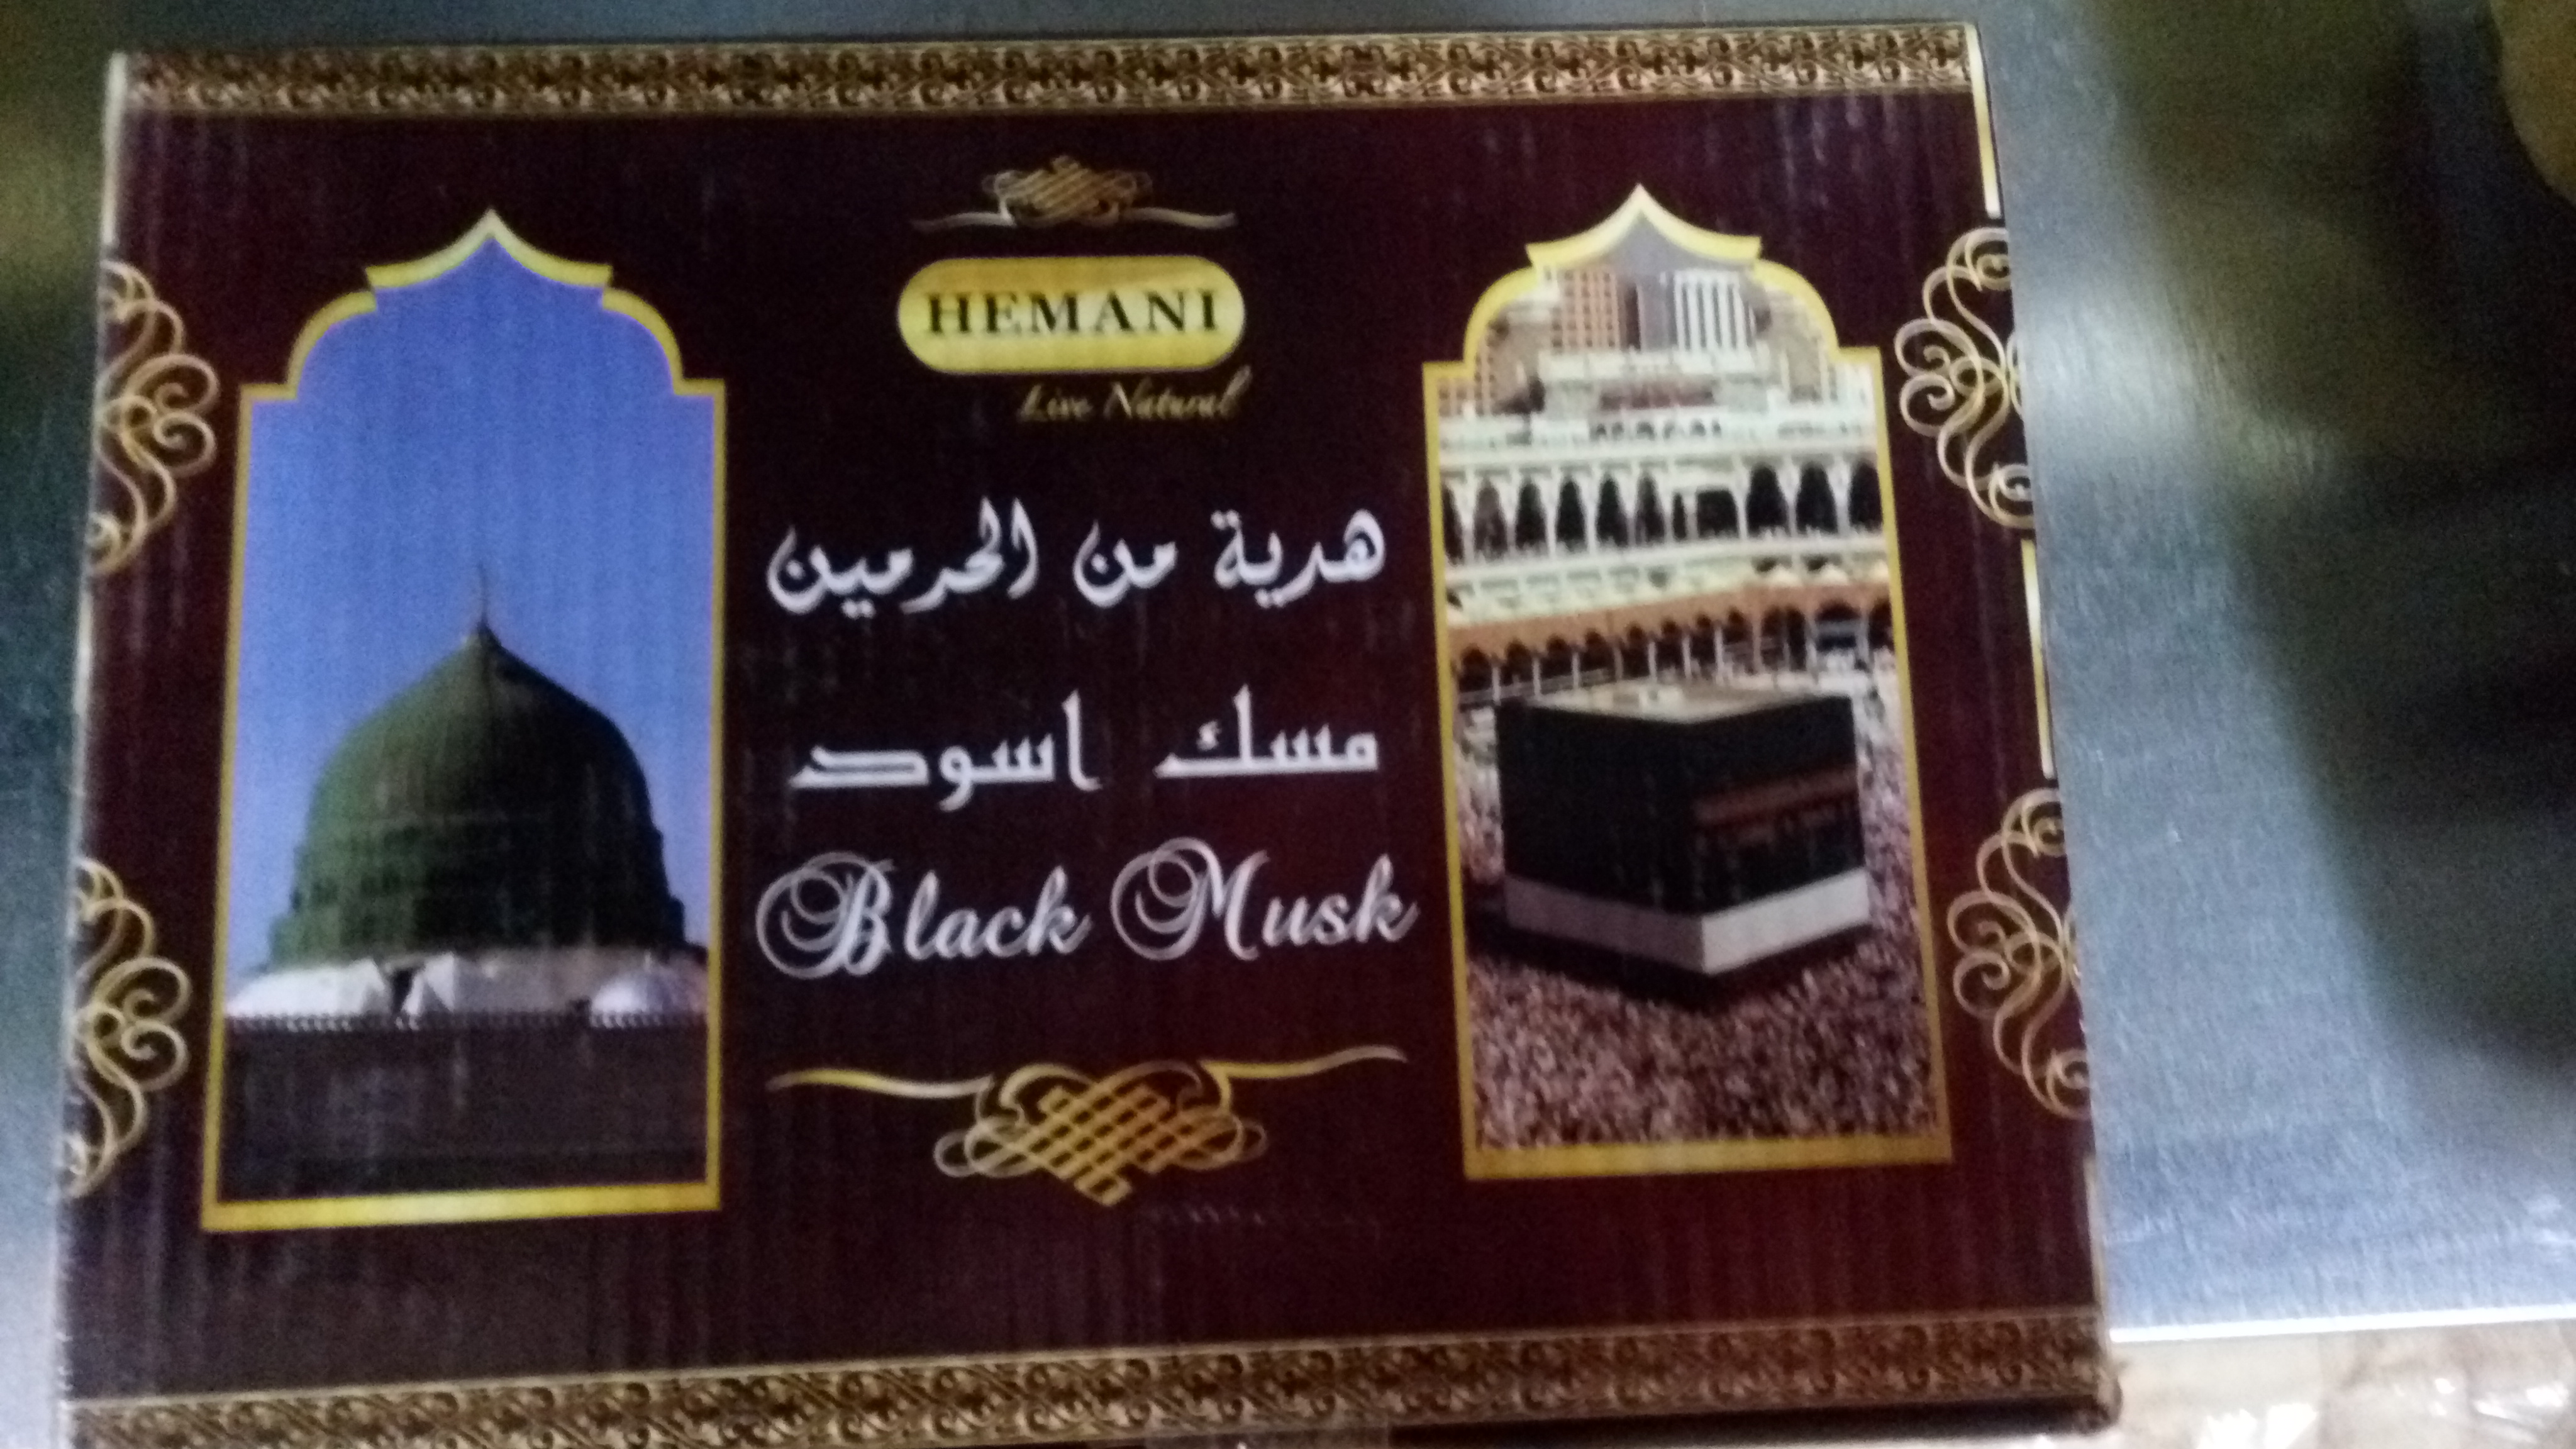 HEMANI
Live Natural
هدية من الحرمين
مسك اسود
Black Musk